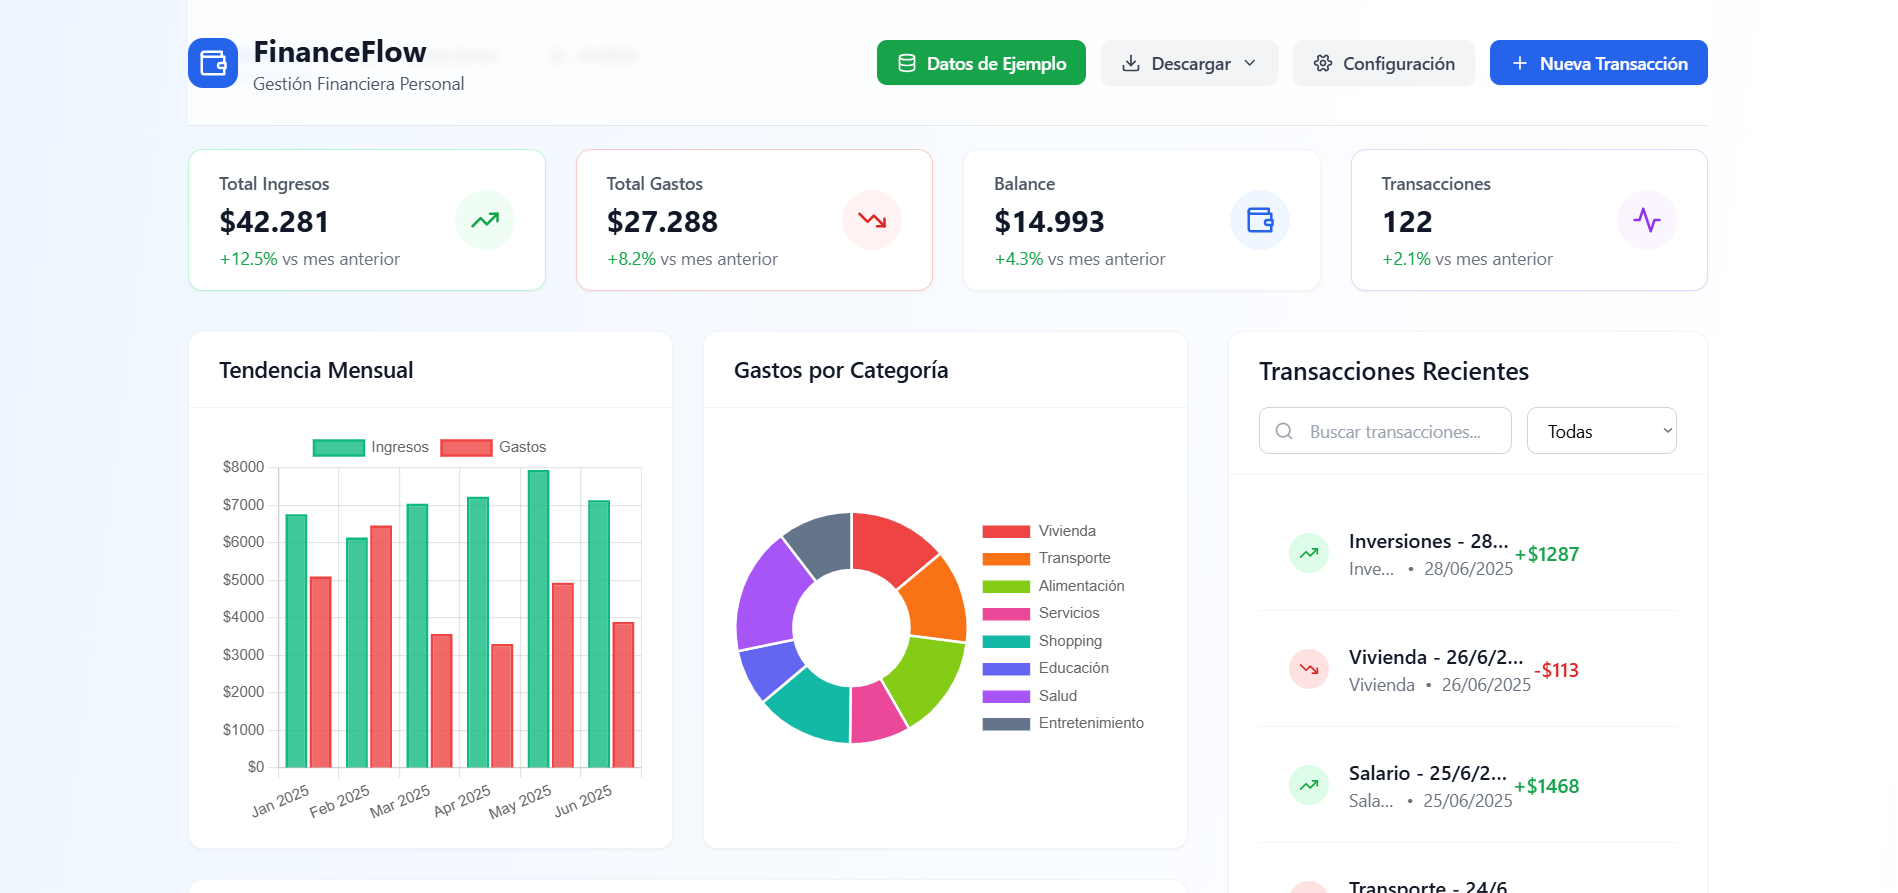 FinanceFlow
Gestión Financiera Personal
Datos de Ejemplo
Descargar
Configuración
Nueva Transacción
Total Ingresos
$42.281
+12.5% vs mes anterior
Total Gastos
$27.288
+8.2% vs mes anterior
Balance
$14.993
+4.3% vs mes anterior
Transacciones
122
+2.1% vs mes anterior
Tendencia Mensual
Ingresos
Gastos
$8000
$7000
$6000
$5000
$4000
$3000
$2000
$1000
$0
Jan 2025
Feb 2025
Mar 2025
Apr 2025
May 2025
Jun 2025
Gastos por Categoría
Vivienda
Transporte
Alimentación
Servicios
Shopping
Educación
Salud
Entretenimiento
Transacciones Recientes
Buscar transacciones...
Todas
Inversiones - 28...
Inve... • 28/06/2025
+$1287
Vivienda - 26/6/2...
Vivienda • 26/06/2025
-$113
Salario - 25/6/2...
Sala... • 25/06/2025
+$1468
Transporte - 24/6